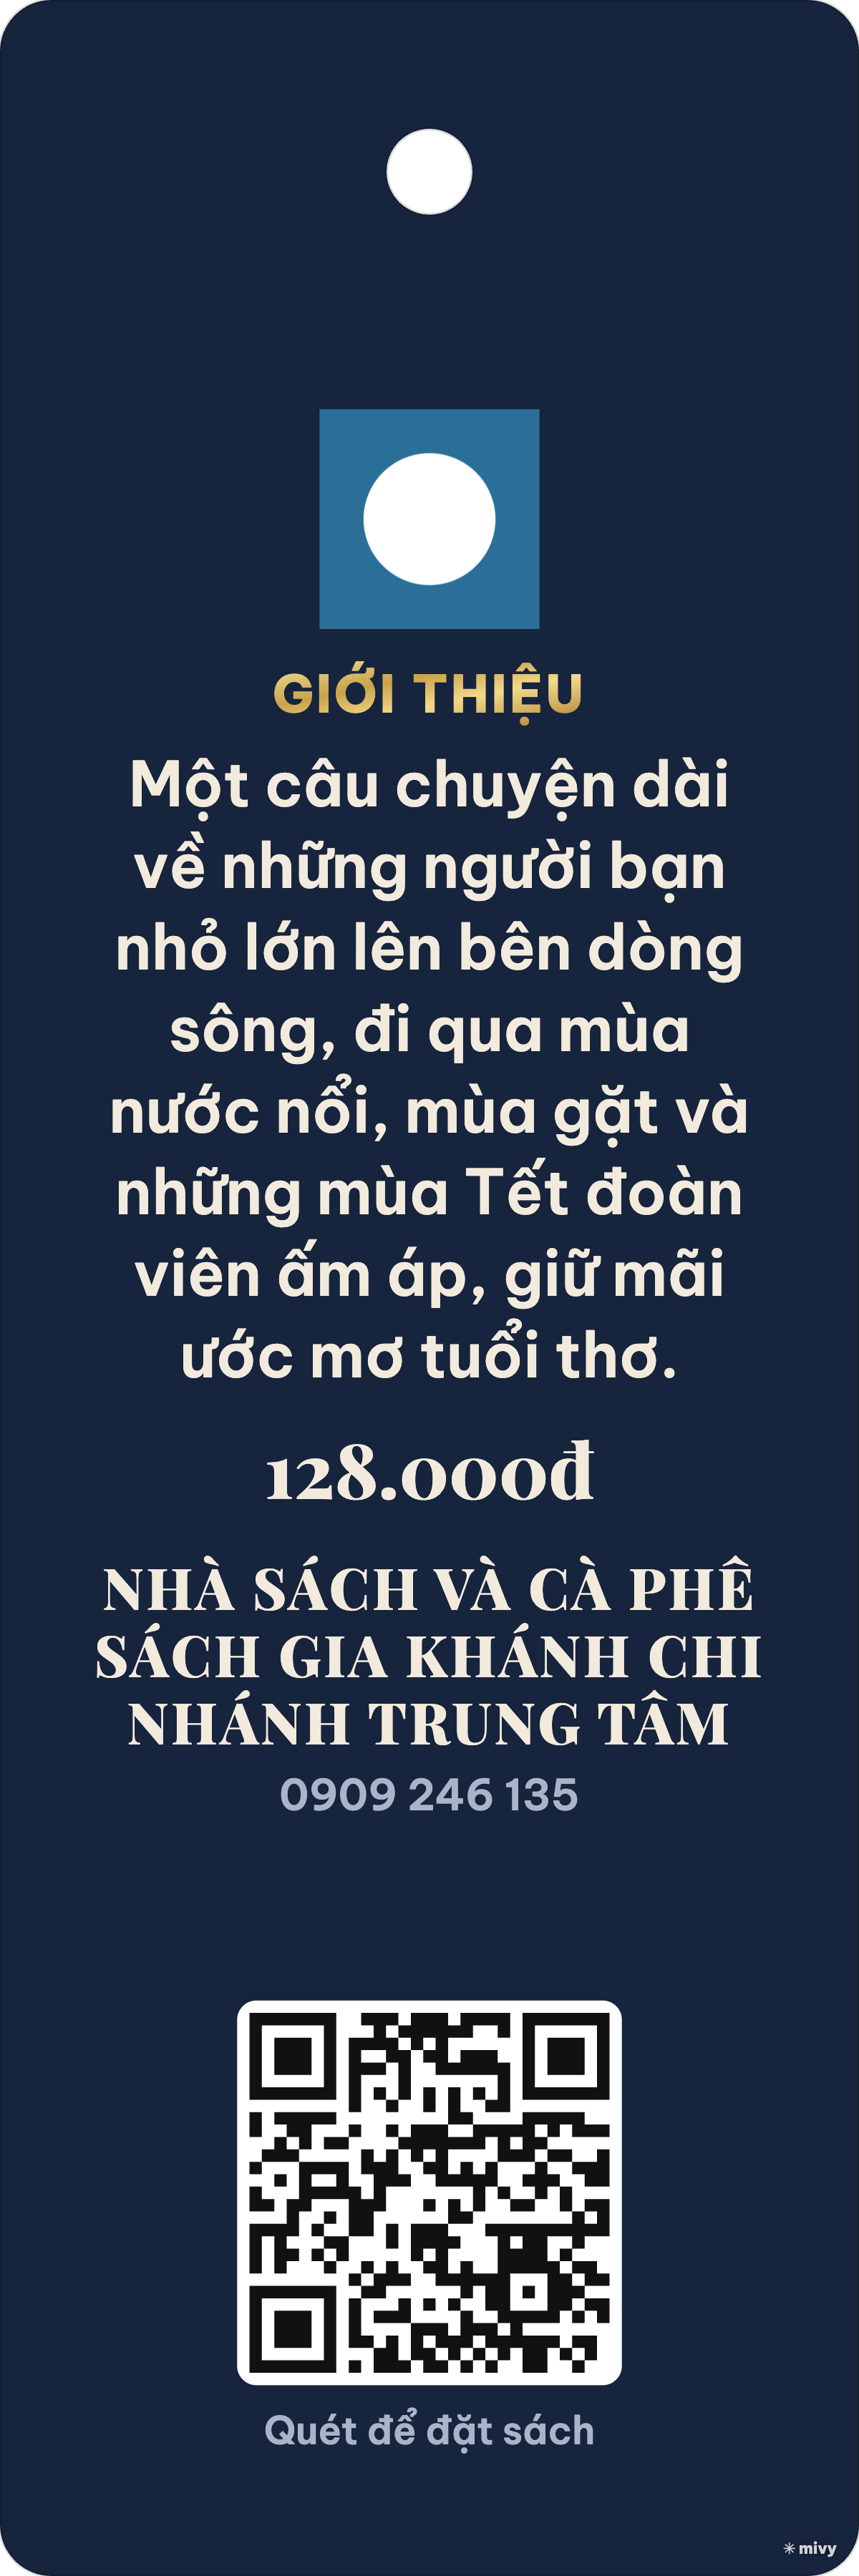 GIỚI THIỆU
Một câu chuyện dài
về những người bạn
nhỏ lớn lên bên dòng
sông, đi qua mùa
nước nổi, mùa gặt và
những mùa Tết đoàn
viên ấm áp, giữ mãi
ước mơ tuổi thơ.
128.000đ
NHÀ SÁCH VÀ CÀ PHÊ
SÁCH GIA KHÁNH CHI
NHÁNH TRUNG TÂM
0909 246 135
Quét để đặt sách
mivy